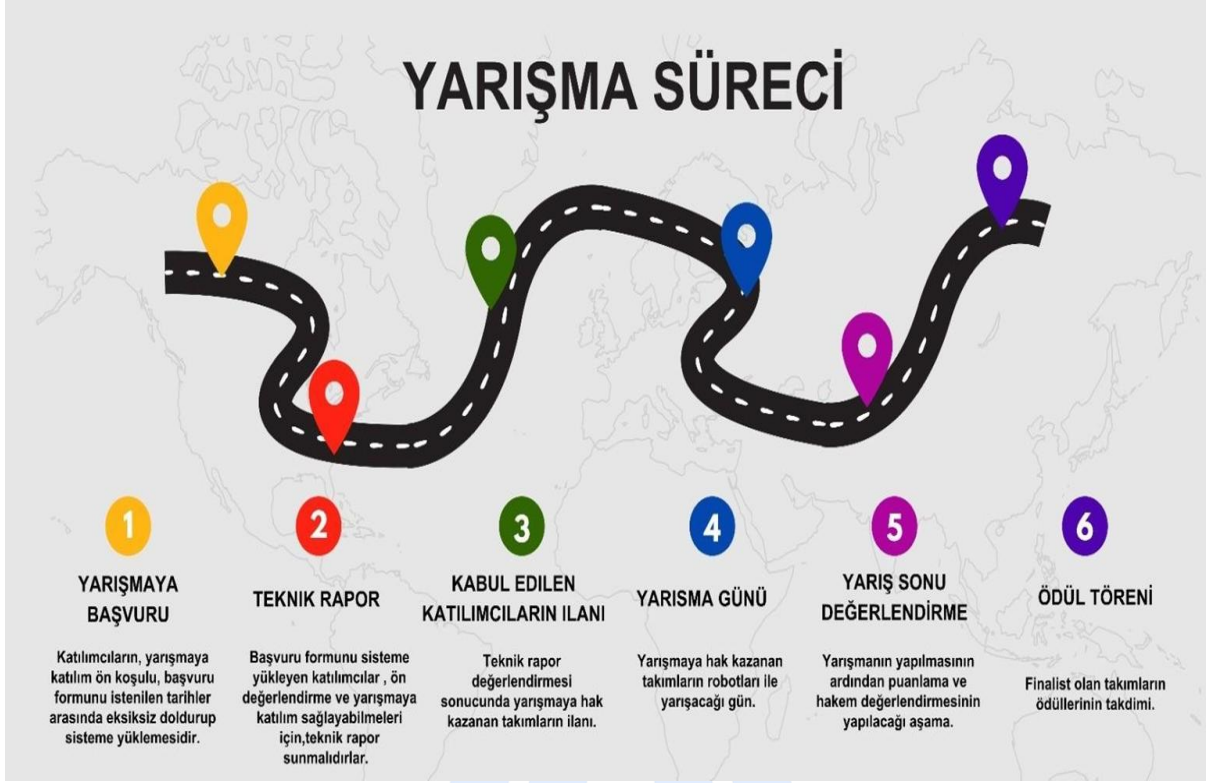 YARIŞMA SÜRECİ
1
YARIŞMAYA
BAŞVURU
Katılımcıların, yarışmaya
katılım ön koşulu, başvuru
formunu istenilen tarihler
arasında eksiksiz doldurup
sisteme yüklemesidir.
2
TEKNIK RAPOR
Başvuru formunu sisteme
yükleyen katılımcılar , ön
değerlendirme ve yarışmaya
katılım sağlayabilmeleri
için,teknik rapor
sunmalıdırlar.
3
KABUL EDILEN
KATILIMCILARIN ILANI
Teknik rapor
değerlendirmesi
sonucunda yarışmaya hak
kazanan takımların ilanı.
4
YARISMA GÜNÜ
Yarışmaya hak kazanan
takımların robotları ile
yarışacağı gün.
5
YARIŞ SONU
DEĞERLENDİRME
Yarışmanın yapılmasının
ardından puanlama ve
hakem değerlendirmesinin
yapılacağı aşama.
6
ÖDÜL TÖRENİ
Finalist olan takımların
ödüllerinin takdimi.